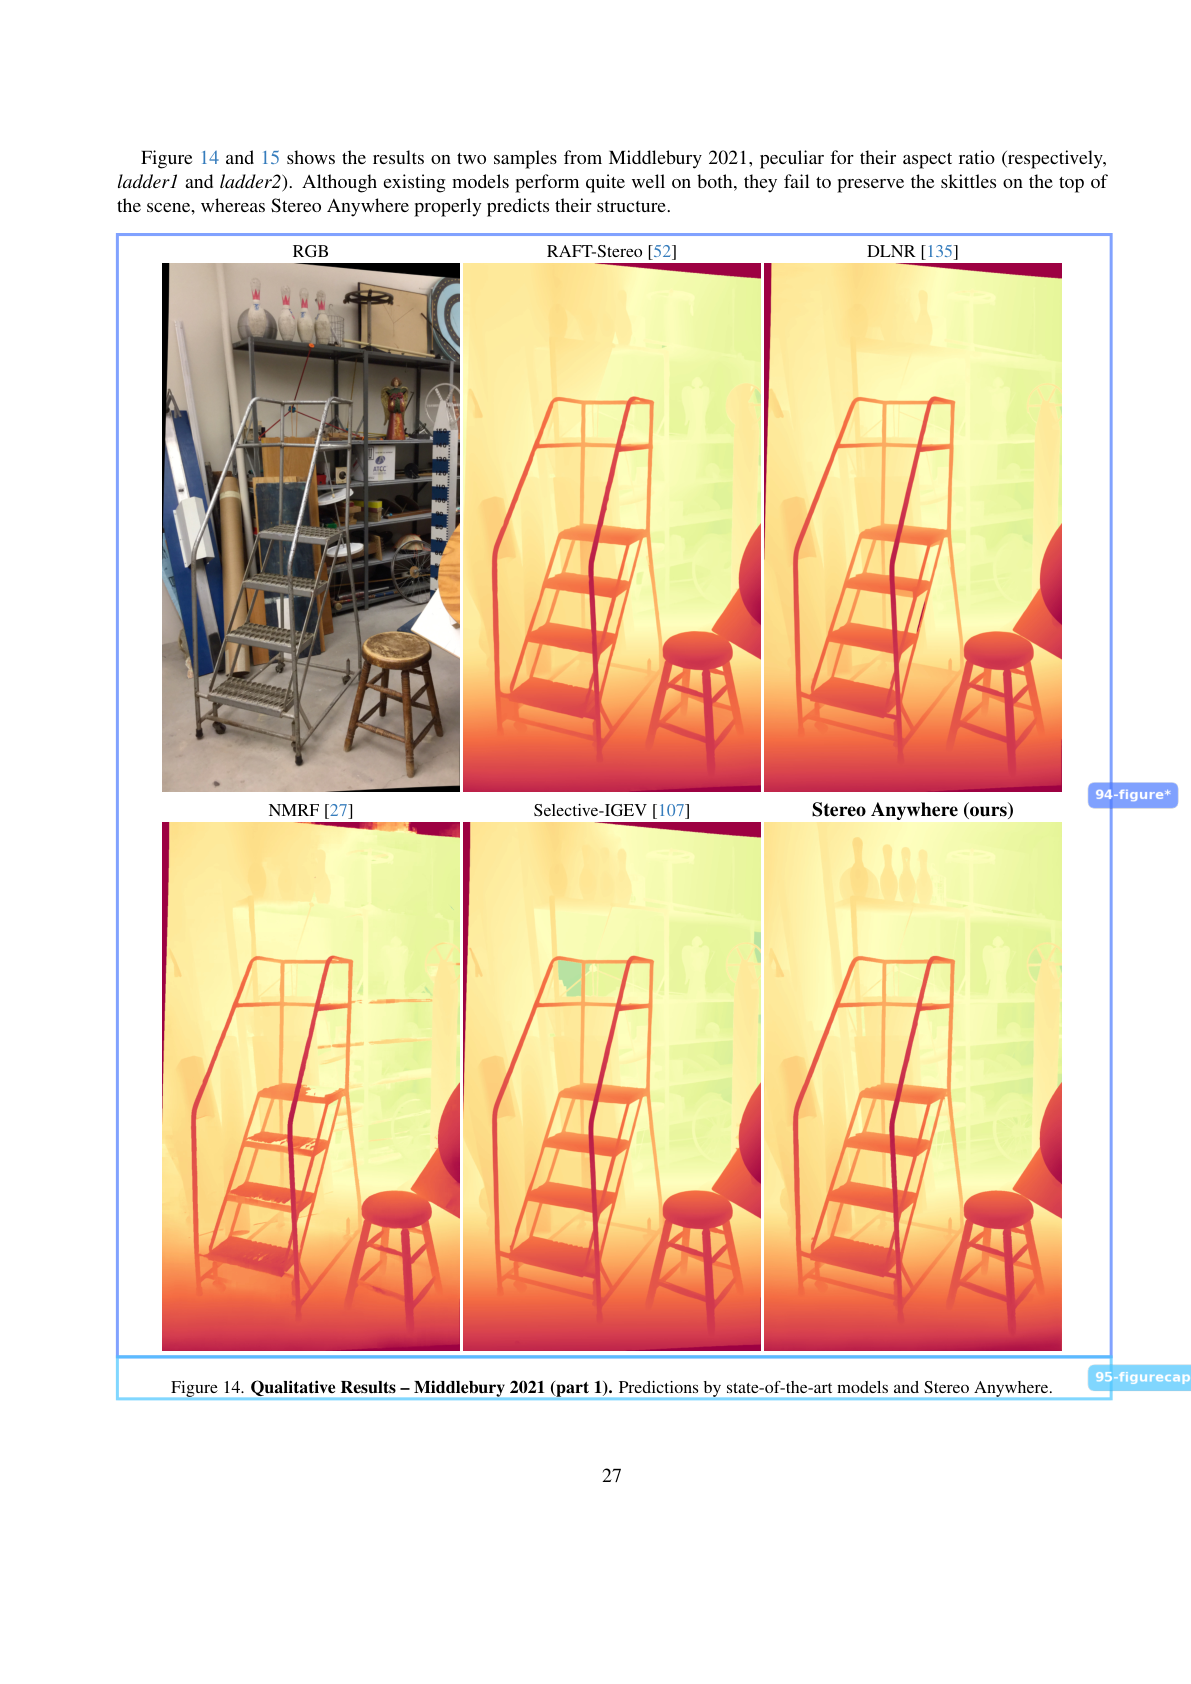 Figure 14 and 15 shows the results on two samples from Middlebury 2021, peculiar for their aspect ratio (respectively,
ladder1 and ladder2). Although existing models perform quite well on both, they fail to preserve the skittles on the top of
the scene, whereas Stereo Anywhere properly predicts their structure.
RGB
RAFT-Stereo [52]
DLNR [135]
ATCC
94-figure*
NMRF [27]
Selective-IGEV [107]
Stereo Anywhere (ours)
95-figurecap
Figure 14. Qualitative Results – Middlebury 2021 (part 1). Predictions by state-of-the-art models and Stereo Anywhere.
27